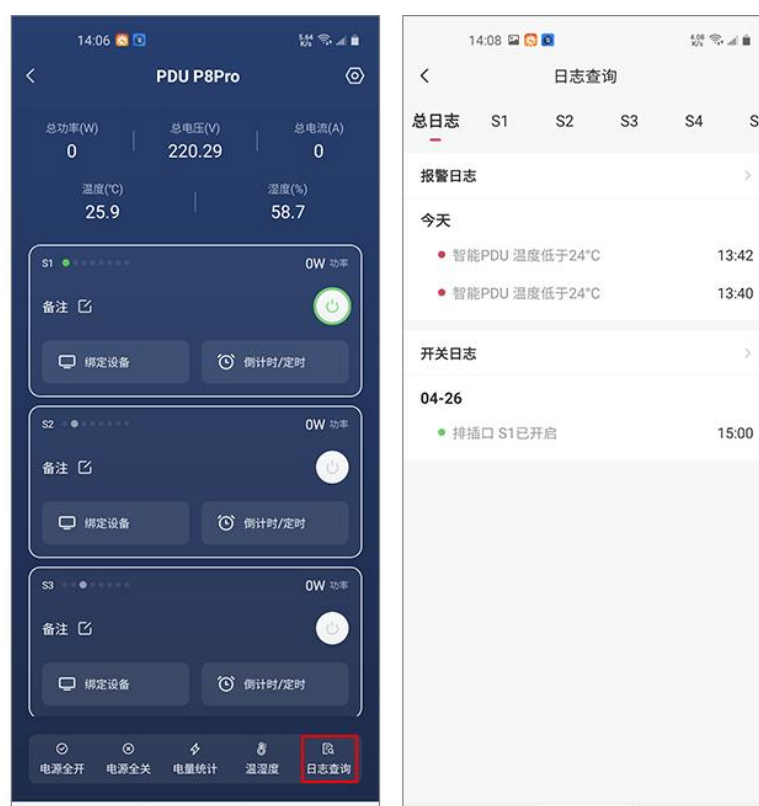 14:06
5.64 K/s
PDU P8Pro
总功率(W)
总电压(V)
总电流(A)
0
220.29
0
温度(℃)
湿度(%)
25.9
58.7
S1
0W 功率
备注
绑定设备
倒计时/定时
S2
0W 功率
备注
绑定设备
倒计时/定时
S3
0W 功率
备注
绑定设备
倒计时/定时
电源全开
电源全关
电量统计
温湿度
日志查询
14:08
4.08 K/s
日志查询
总日志 S1 S2 S3 S4 S
报警日志
今天
智能PDU 温度低于24°C 13:42
智能PDU 温度低于24°C 13:40
开关日志
04-26
排插口 S1已开启 15:00